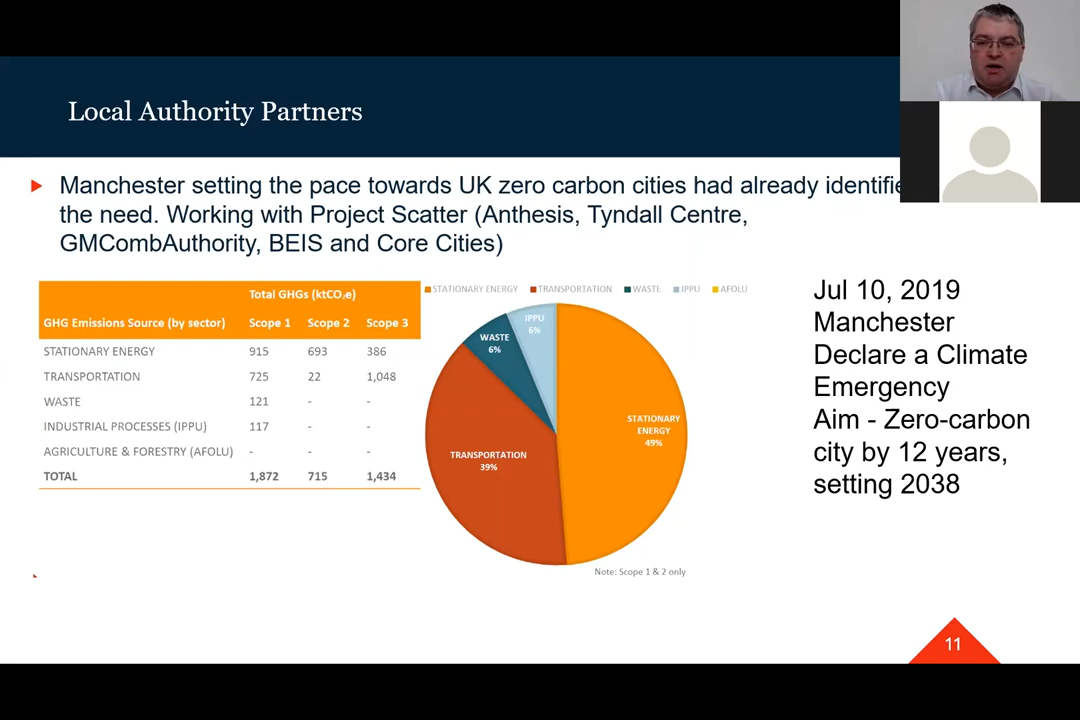 Local Authority Partners
Manchester setting the pace towards UK zero carbon cities had already identifie
the need. Working with Project Scatter (Anthesis, Tyndall Centre,
GMCombAuthority, BEIS and Core Cities)
Total GHGs (ktCO₂e)
GHG Emissions Source (by sector) Scope 1 Scope 2 Scope 3
STATIONARY ENERGY 915 693 386
TRANSPORTATION 725 22 1,048
WASTE 121 - -
INDUSTRIAL PROCESSES (IPPU) 117 - -
AGRICULTURE & FORESTRY (AFOLU) - - -
TOTAL 1,872 715 1,434
STATIONARY ENERGY TRANSPORTATION WASTE IPPU AFOLU
IPPU
6%
WASTE
6%
STATIONARY
ENERGY
49%
TRANSPORTATION
39%
Note: Scope 1 & 2 only
Jul 10, 2019
Manchester
Declare a Climate
Emergency
Aim - Zero-carbon
city by 12 years,
setting 2038
11